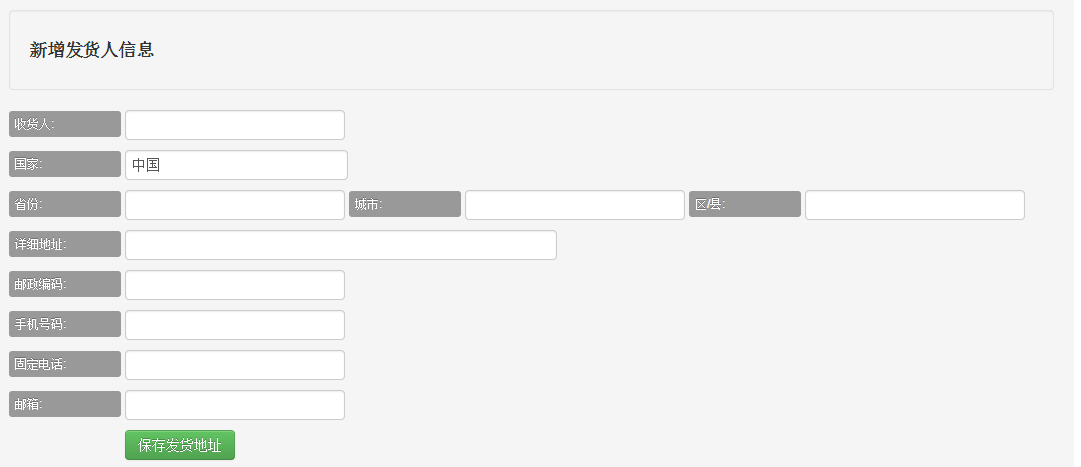 新增发货人信息
收货人:
国家: 中国
省份: 城市: 区/县:
详细地址:
邮政编码:
手机号码:
固定电话:
邮箱:
保存发货地址